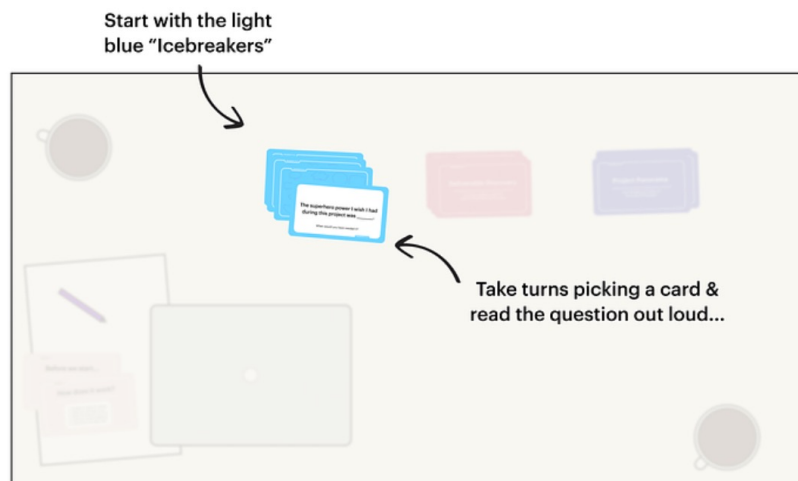 Start with the light
blue “Icebreakers”
The superhero power I wish I had
during this project was ________?
Take turns picking a card &
read the question out loud...